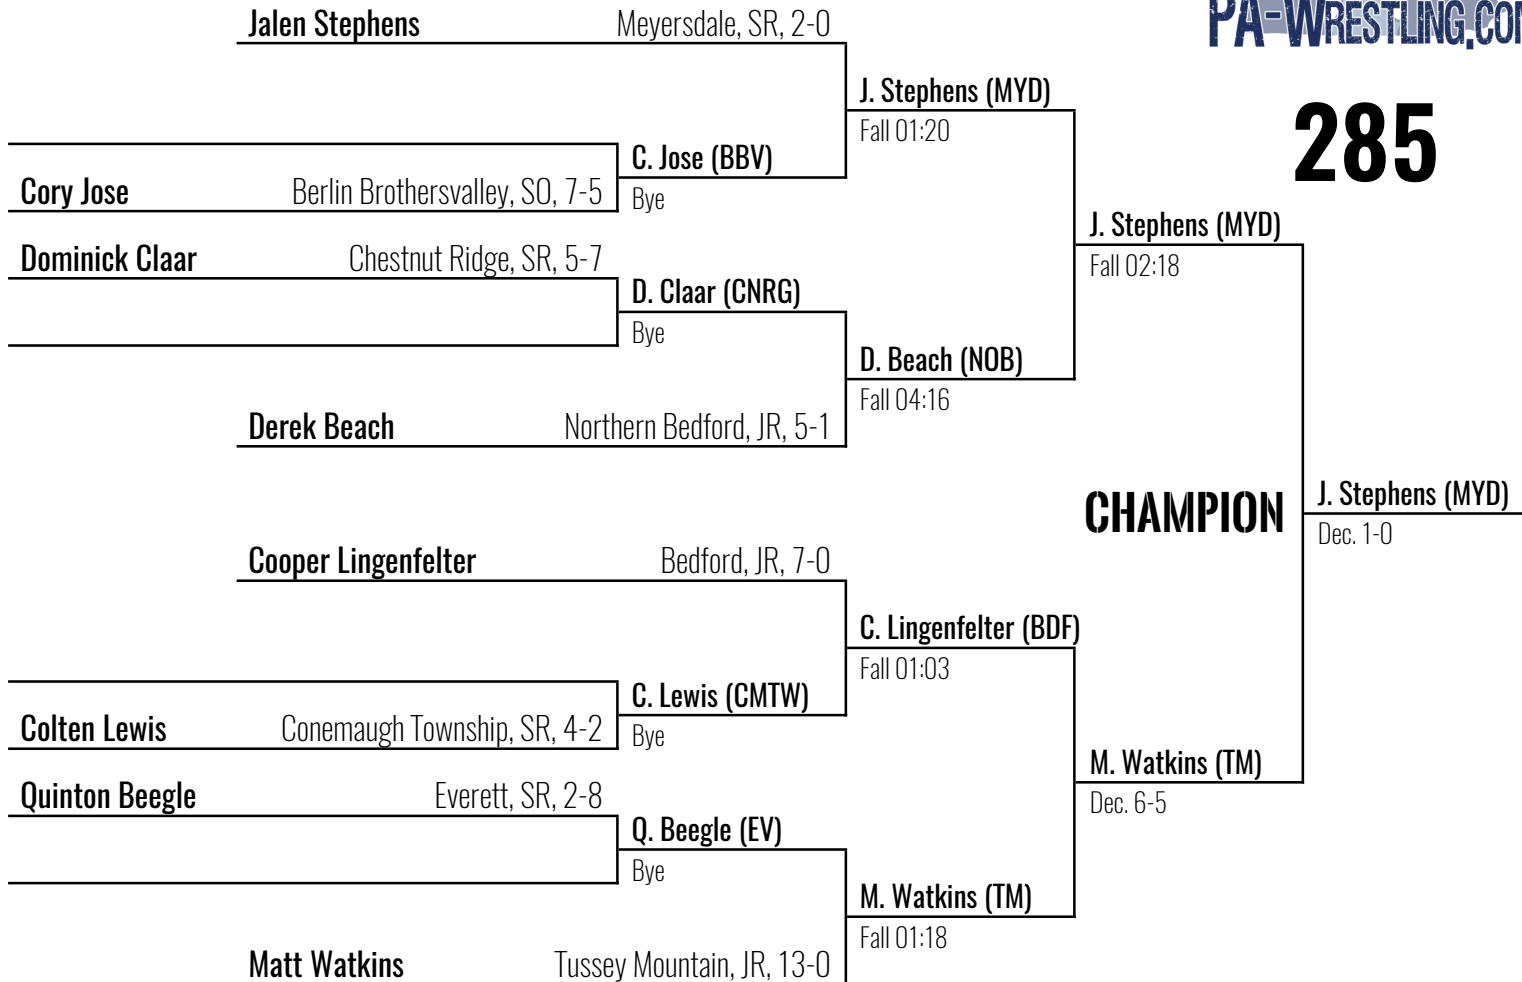 PA-WRESTLING.COM
285
Jalen Stephens Meyersdale, SR, 2-0
J. Stephens (MYD)
Fall 01:20
C. Jose (BBV)
Bye
Cory Jose Berlin Brothersvalley, SO, 7-5
J. Stephens (MYD)
Fall 02:18
Dominick Claar Chestnut Ridge, SR, 5-7
D. Claar (CNRG)
Bye
D. Beach (NOB)
Fall 04:16
Derek Beach Northern Bedford, JR, 5-1
CHAMPION
J. Stephens (MYD)
Dec. 1-0
Cooper Lingenfelter Bedford, JR, 7-0
C. Lingenfelter (BDF)
Fall 01:03
C. Lewis (CMTW)
Bye
Colten Lewis Conemaugh Township, SR, 4-2
M. Watkins (TM)
Dec. 6-5
Quinton Beegle Everett, SR, 2-8
Q. Beegle (EV)
Bye
M. Watkins (TM)
Fall 01:18
Matt Watkins Tussey Mountain, JR, 13-0